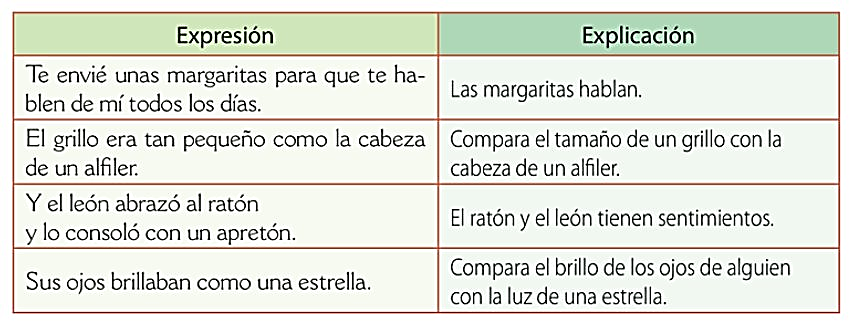 Expresión
Explicación
Te envié unas margaritas para que te ha-
blen de mí todos los días.
Las margaritas hablan.
El grillo era tan pequeño como la cabeza
de un alfiler.
Compara el tamaño de un grillo con la
cabeza de un alfiler.
Y el león abrazó al ratón
y lo consoló con un apretón.
El ratón y el león tienen sentimientos.
Sus ojos brillaban como una estrella.
Compara el brillo de los ojos de alguien
con la luz de una estrella.